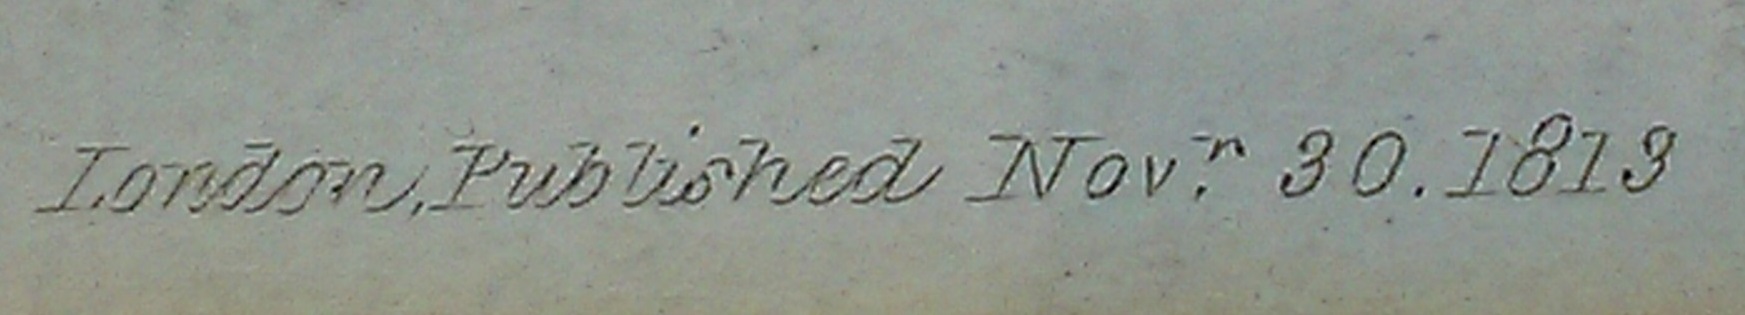 London, Published Nov.r 30. 1813